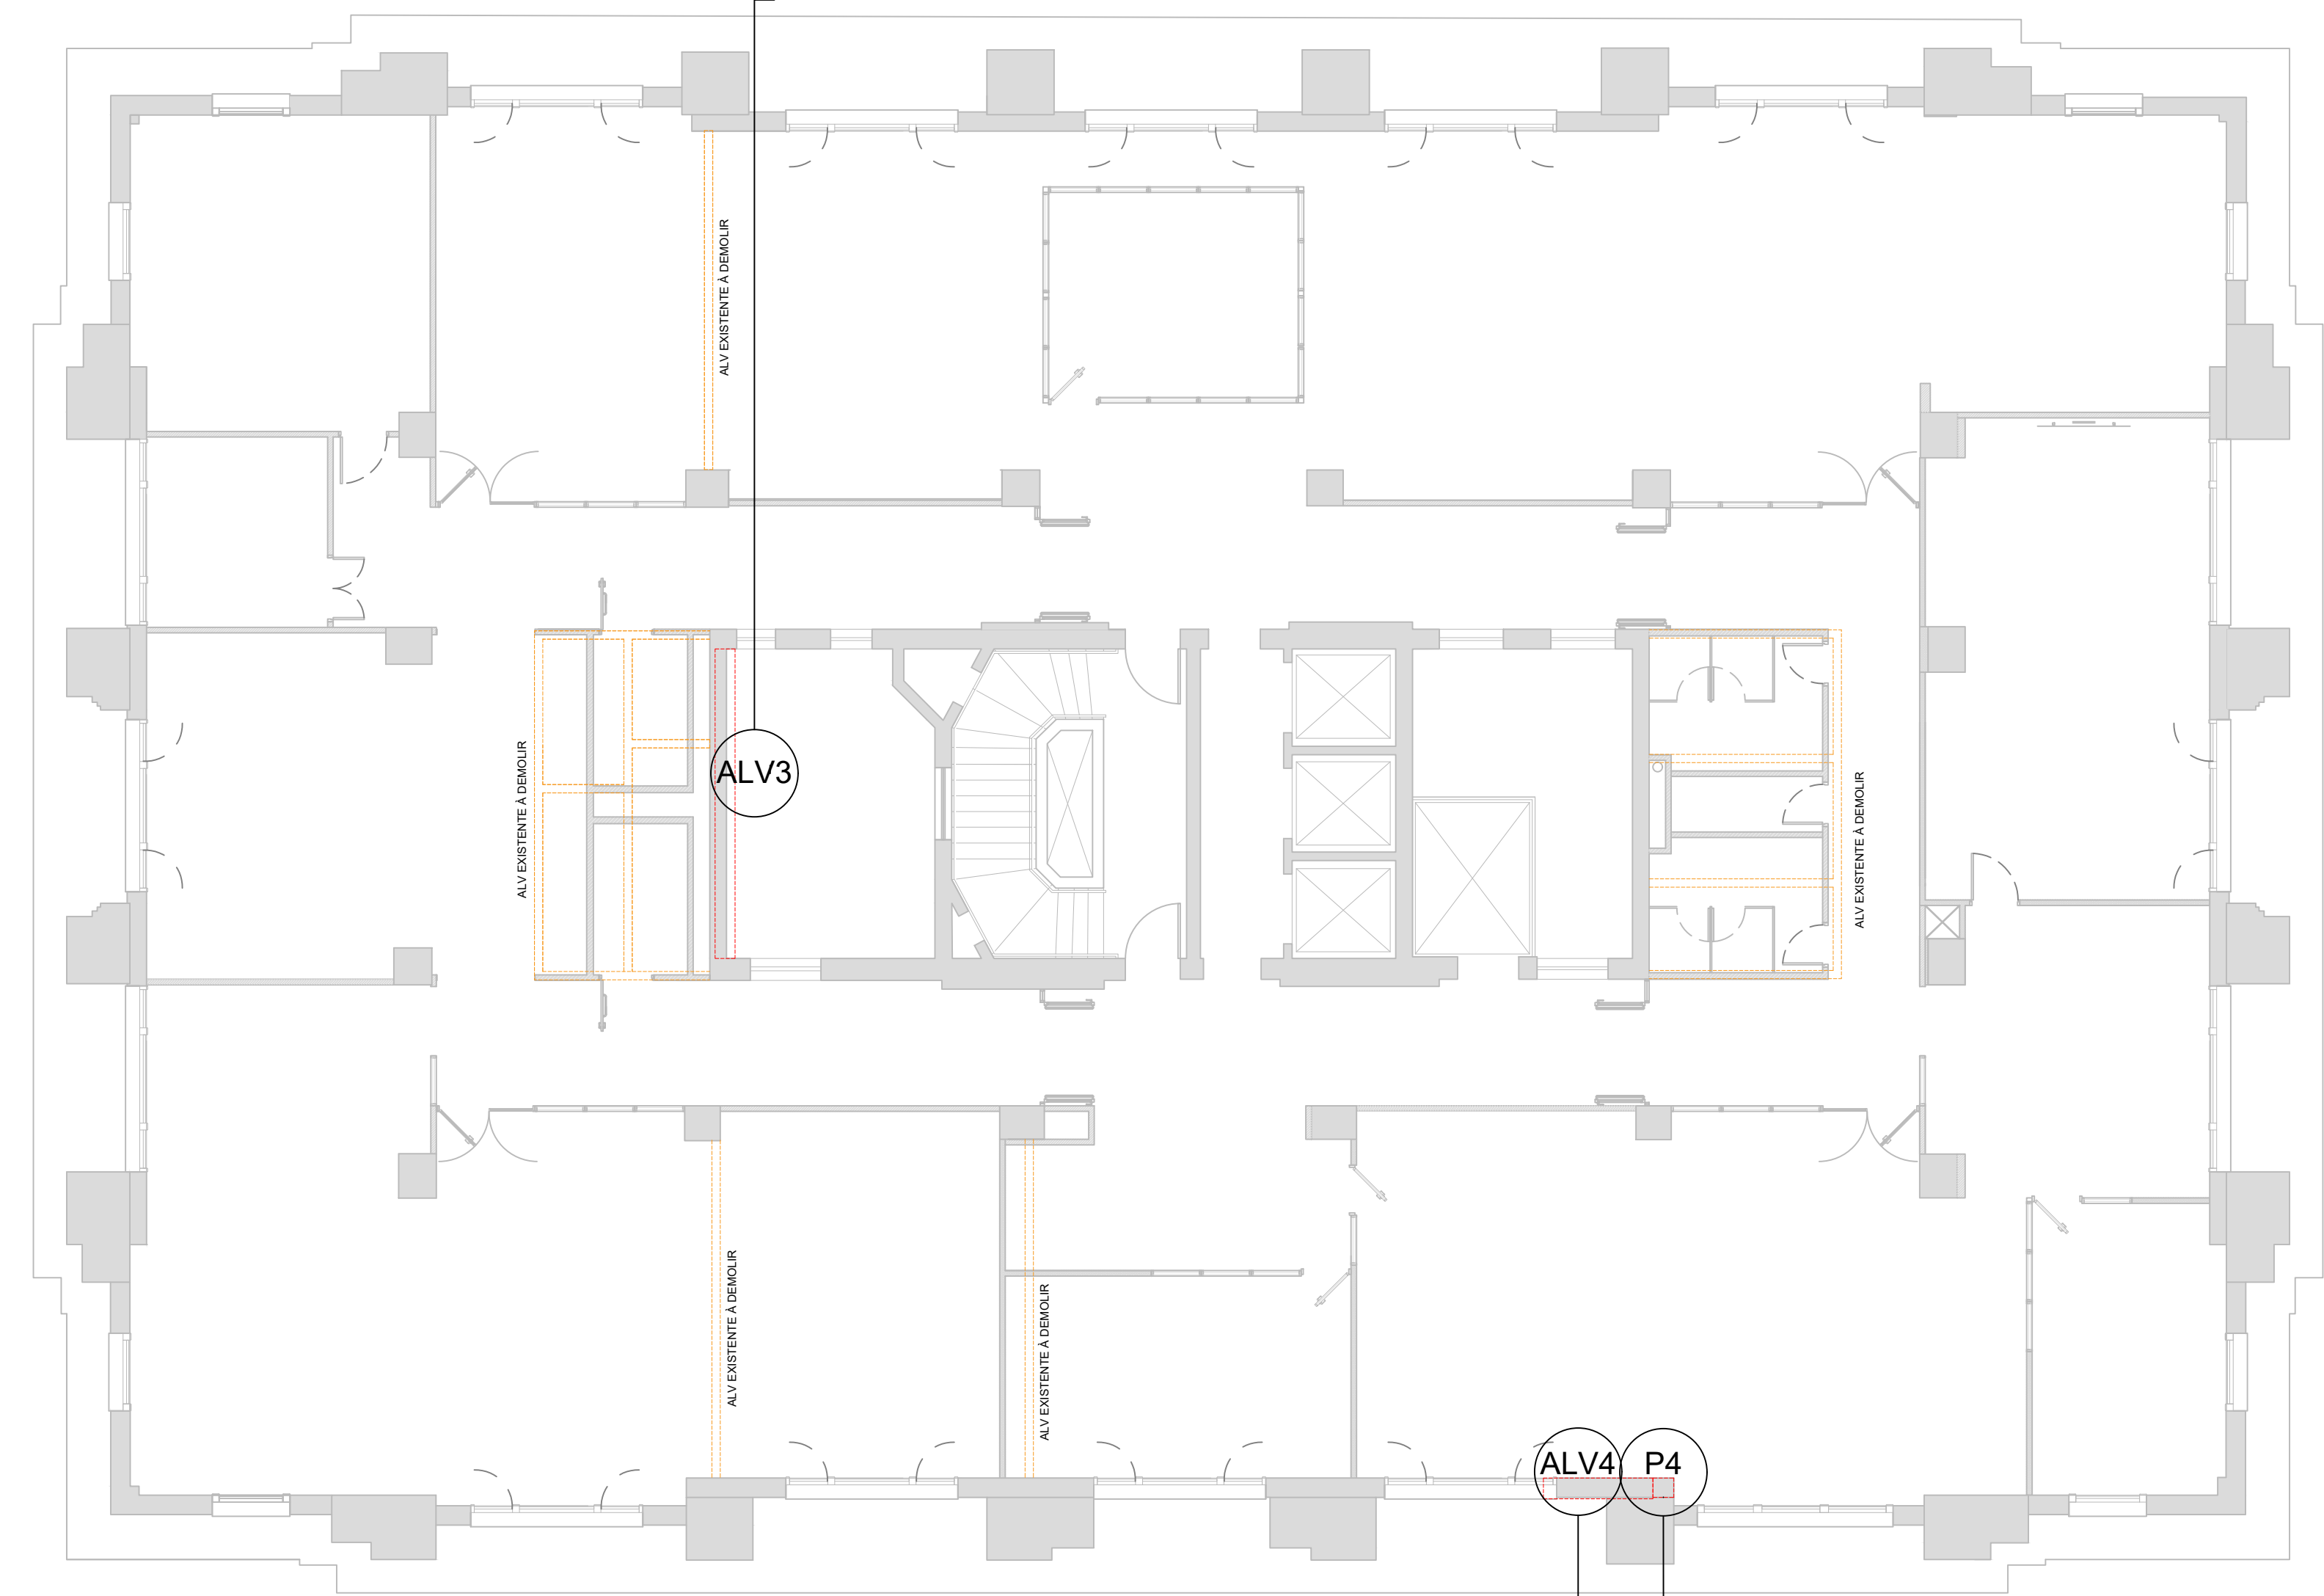 ALV EXISTENTE À DEMOLIR
ALV EXISTENTE À DEMOLIR
ALV3
ALV EXISTENTE À DEMOLIR
ALV EXISTENTE À DEMOLIR
ALV EXISTENTE À DEMOLIR
ALV4
P4